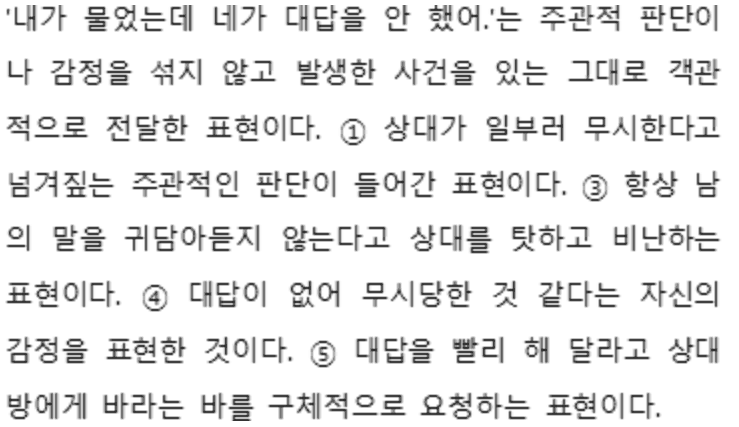 '내가 물었는데 네가 대답을 안 했어.'는 주관적 판단이
나 감정을 섞지 않고 발생한 사건을 있는 그대로 객관
적으로 전달한 표현이다. ① 상대가 일부러 무시한다고
넘겨짚는 주관적인 판단이 들어간 표현이다. ③ 항상 남
의 말을 귀담아듣지 않는다고 상대를 탓하고 비난하는
표현이다. ④ 대답이 없어 무시당한 것 같다는 자신의
감정을 표현한 것이다. ⑤ 대답을 빨리 해 달라고 상대
방에게 바라는 바를 구체적으로 요청하는 표현이다.